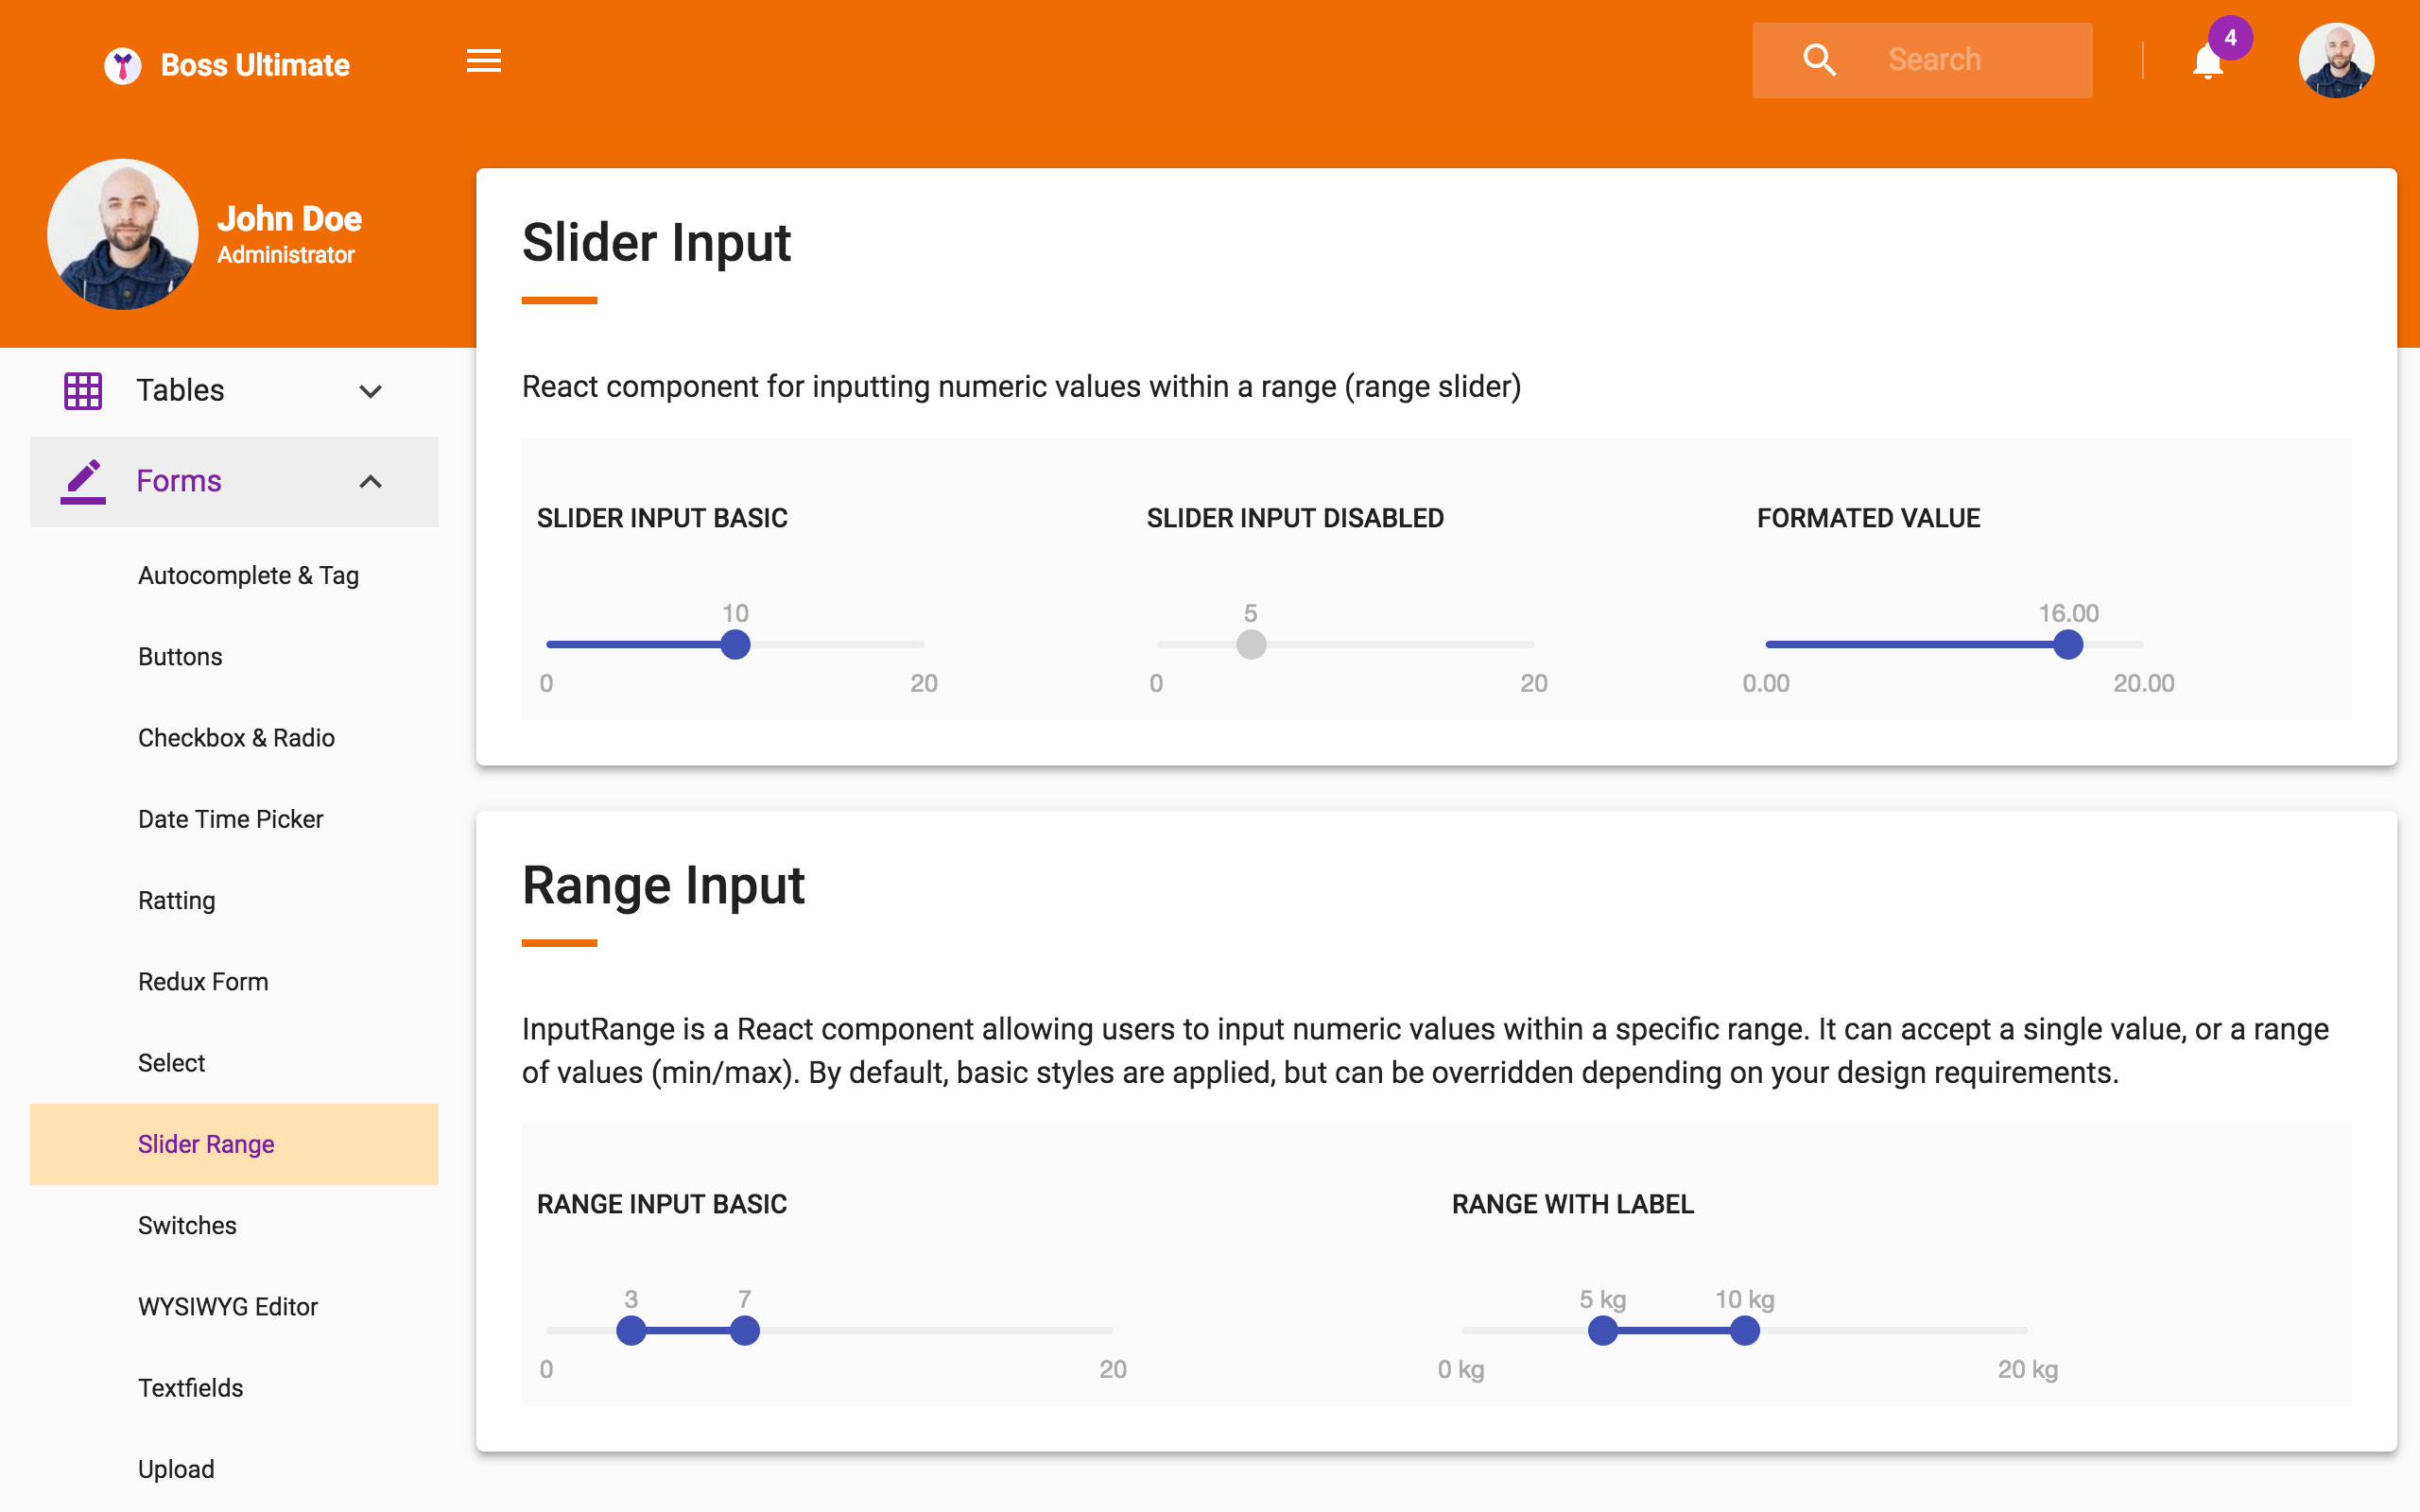 Boss Ultimate
Search
4
John Doe
Administrator
Tables
Forms
Autocomplete & Tag
Buttons
Checkbox & Radio
Date Time Picker
Ratting
Redux Form
Select
Slider Range
Switches
WYSIWYG Editor
Textfields
Upload
Slider Input
React component for inputting numeric values within a range (range slider)
SLIDER INPUT BASIC
10
0 20
SLIDER INPUT DISABLED
5
0 20
FORMATED VALUE
16.00
0.00 20.00
Range Input
InputRange is a React component allowing users to input numeric values within a specific range. It can accept a single value, or a range
of values (min/max). By default, basic styles are applied, but can be overridden depending on your design requirements.
RANGE INPUT BASIC
3 7
0 20
RANGE WITH LABEL
5 kg 10 kg
0 kg 20 kg